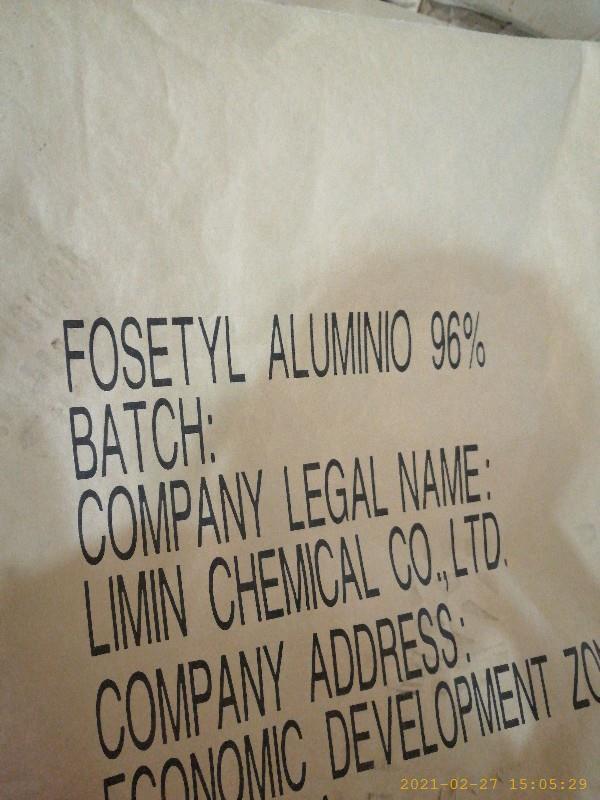 FOSETYL ALUMINIO 96%
BATCH:
COMPANY LEGAL NAME:
LIMIN CHEMICAL CO., LTD.
COMPANY ADDRESS:
ECONOMIC DEVELOPMENT
2021-02-27 15:05:29